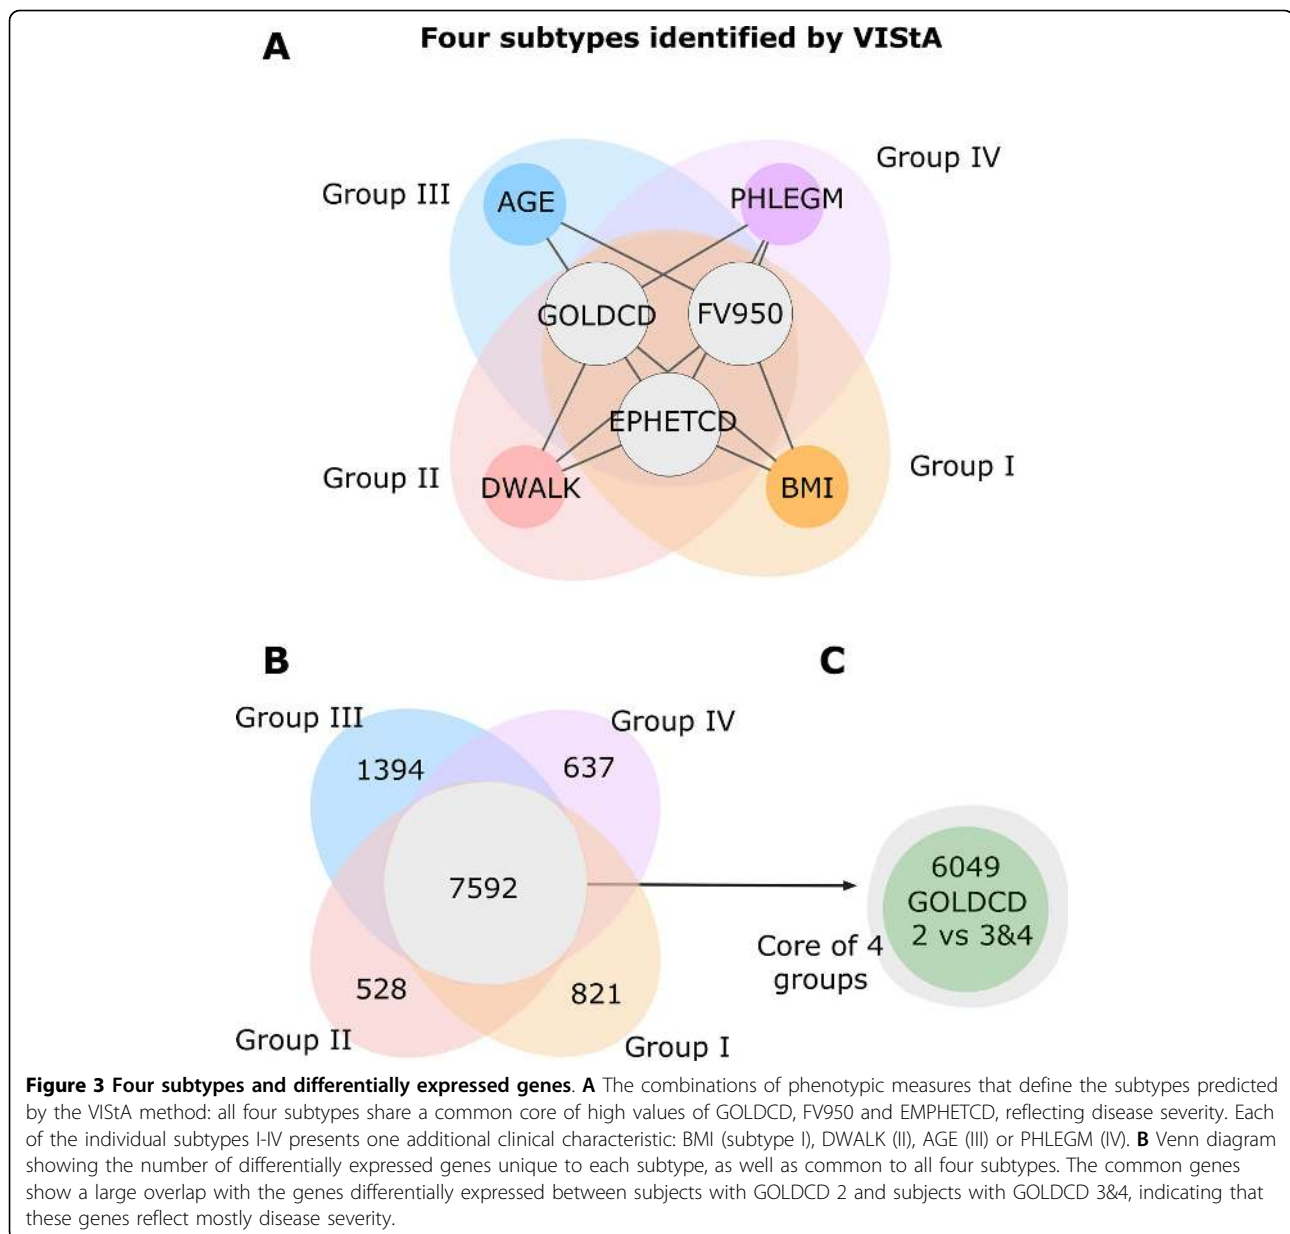 A
Four subtypes identified by VIStA
Group III
Group IV
AGE
PHLEGM
GOLDCD
FV950
EPHETCD
Group II
Group I
DWALK
BMI
B
C
Group III
Group IV
1394
637
7592
6049
GOLDCD
2 vs 3&4
Core of 4
groups
528
821
Group II
Group I
Figure 3 Four subtypes and differentially expressed genes. A The combinations of phenotypic measures that define the subtypes predicted
by the VIStA method: all four subtypes share a common core of high values of GOLDCD, FV950 and EMPHETCD, reflecting disease severity. Each
of the individual subtypes I-IV presents one additional clinical characteristic: BMI (subtype I), DWALK (II), AGE (III) or PHLEGM (IV). B Venn diagram
showing the number of differentially expressed genes unique to each subtype, as well as common to all four subtypes. The common genes
show a large overlap with the genes differentially expressed between subjects with GOLDCD 2 and subjects with GOLDCD 3&4, indicating that
these genes reflect mostly disease severity.